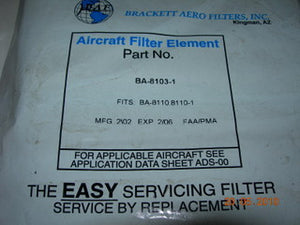 BRACKETT AERO FILTERS, INC.
Kingman, AZ
Aircraft Filter Element
Part No.
BA-8103-1
FITS: BA-8110,8110-1
MFG 2\02 EXP 2/06 FAA/PMA
FOR APPLICABLE AIRCRAFT SEE
APPLICATION DATA SHEET ADS-00
THE EASY SERVICING FILTER
SERVICE BY REPLACEMENT